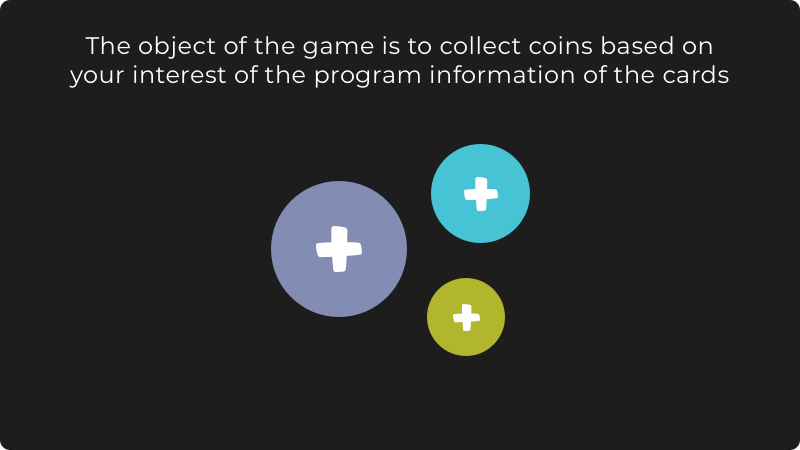 The object of the game is to collect coins based on
your interest of the program information of the cards